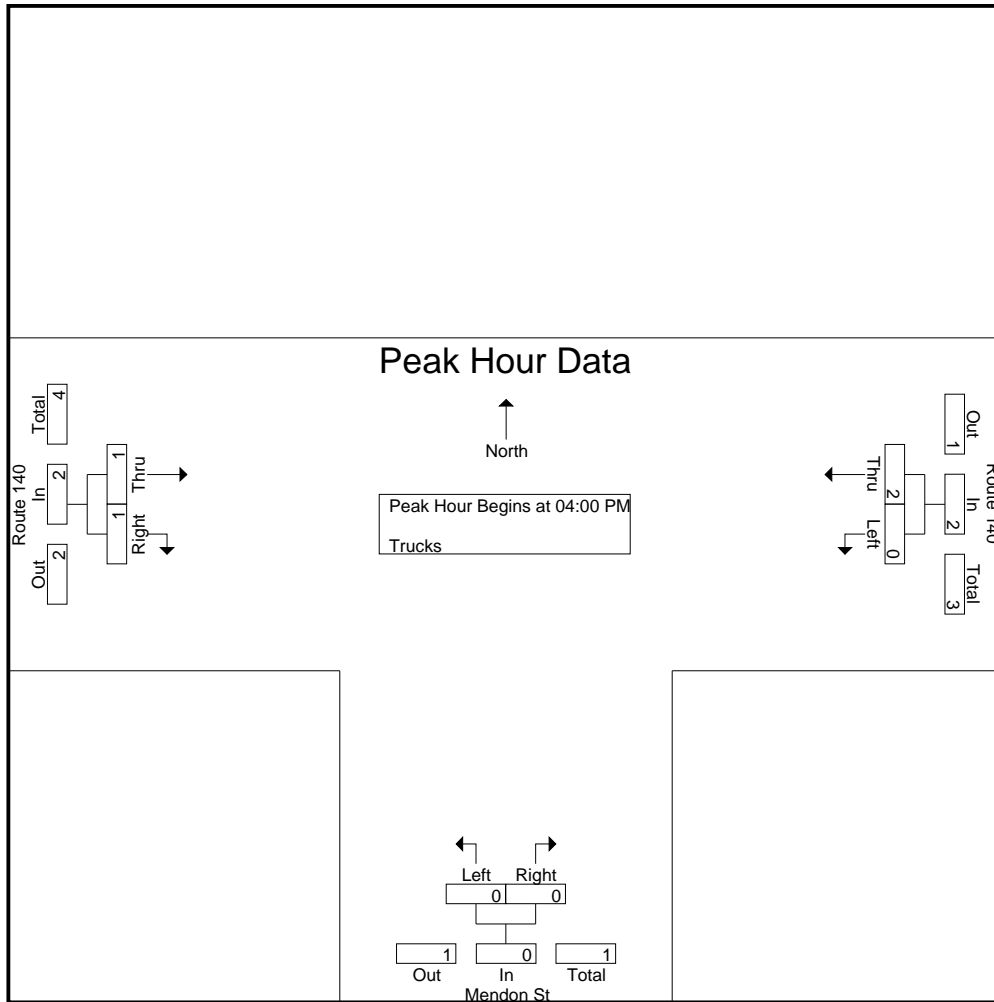 Peak Hour Data
North
Peak Hour Begins at 04:00 PM
Trucks
Route 140
Out In Total
2 2 4
Right Thru
1 1
Route 140
Out In Total
1 2 3
Thru Left
2 0
Left Right
0 0
1 0 1
Out In Total
Mendon St